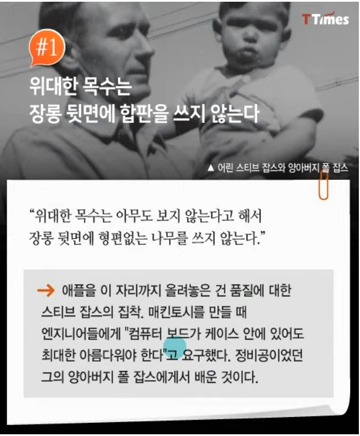 TTimes
#1
위대한 목수는
장롱 뒷면에 합판을 쓰지 않는다
▲ 어린 스티브 잡스와 양아버지 폴 잡스
“위대한 목수는 아무도 보지 않는다고 해서
장롱 뒷면에 형편없는 나무를 쓰지 않는다.”
→ 애플을 이 자리까지 올려놓은 건 품질에 대한
스티브 잡스의 집착. 매킨토시를 만들 때
엔지니어들에게 "컴퓨터 보드가 케이스 안에 있어도
최대한 아름다워야 한다"고 요구했다. 정비공이었던
그의 양아버지 폴 잡스에게서 배운 것이다.